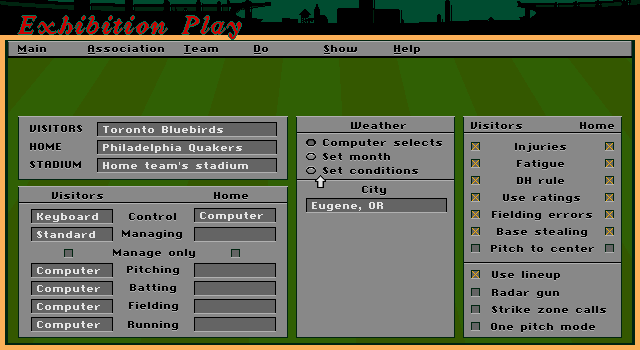 Exhibition Play
Main Association Team Do Show Help
VISITORS Toronto Bluebirds
HOME Philadelphia Quakers
STADIUM Home team's stadium
Visitors Home
Keyboard Control Computer
Standard Managing
Manage only
Computer Pitching
Computer Batting
Computer Fielding
Computer Running
Weather
Computer selects
Set month
Set conditions
City
Eugene, OR
Visitors Home
Injuries
Fatigue
DH rule
Use ratings
Fielding errors
Base stealing
Pitch to center
Use lineup
Radar gun
Strike zone calls
One pitch mode